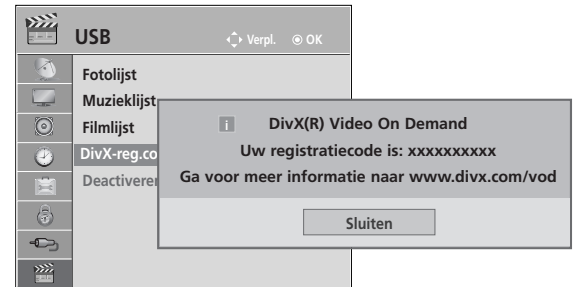 USB
Verpl. OK
Fotolijst
Muzieklijst
Filmlijst
DivX-reg.co
Deactiveren
i DivX(R) Video On Demand
Uw registratiecode is: xxxxxxxxxx
Ga voor meer informatie naar www.divx.com/vod
Sluiten